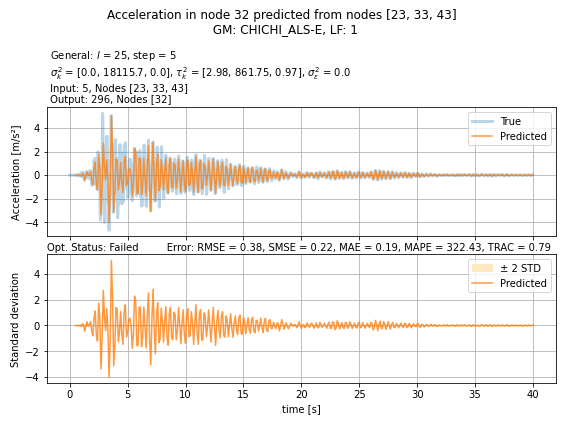 Acceleration in node 32 predicted from nodes [23, 33, 43]
GM: CHICHI_ALS-E, LF: 1
General: l = 25, step = 5
σ²ₖ = [0.0, 18115.7, 0.0], τ²ₖ = [2.98, 861.75, 0.97], σ²ε = 0.0
Input: 5, Nodes [23, 33, 43]
Output: 296, Nodes [32]
Acceleration [m/s²]
4
2
0
−2
−4
True
Predicted
Opt. Status: Failed Error: RMSE = 0.38, SMSE = 0.22, MAE = 0.19, MAPE = 322.43, TRAC = 0.79
Standard deviation
4
2
0
−2
−4
± 2 STD
Predicted
0 5 10 15 20 25 30 35 40
time [s]